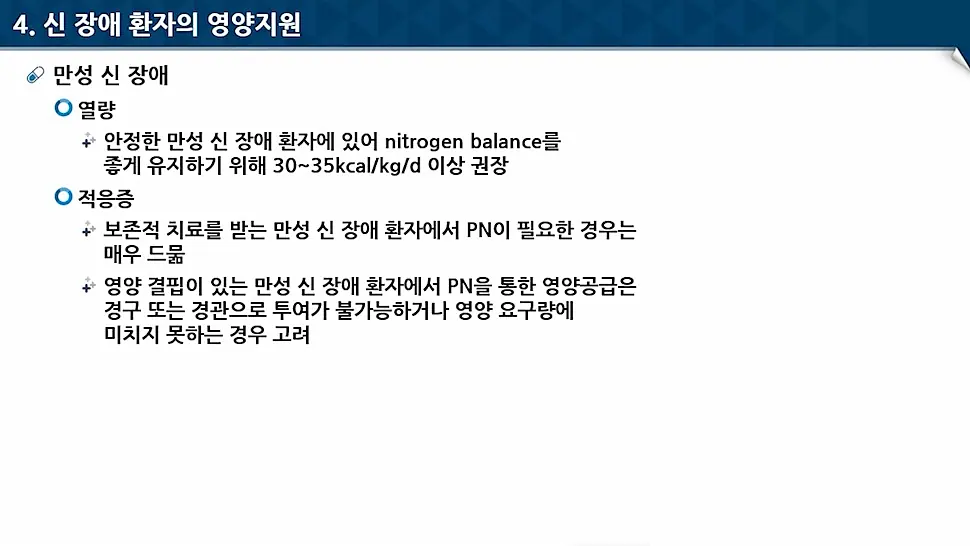 4. 신 장애 환자의 영양지원
만성 신 장애
열량
안정한 만성 신 장애 환자에 있어 nitrogen balance를
좋게 유지하기 위해 30~35kcal/kg/d 이상 권장
적응증
보존적 치료를 받는 만성 신 장애 환자에서 PN이 필요한 경우는
매우 드묾
영양 결핍이 있는 만성 신 장애 환자에서 PN을 통한 영양공급은
경구 또는 경관으로 투여가 불가능하거나 영양 요구량에
미치지 못하는 경우 고려